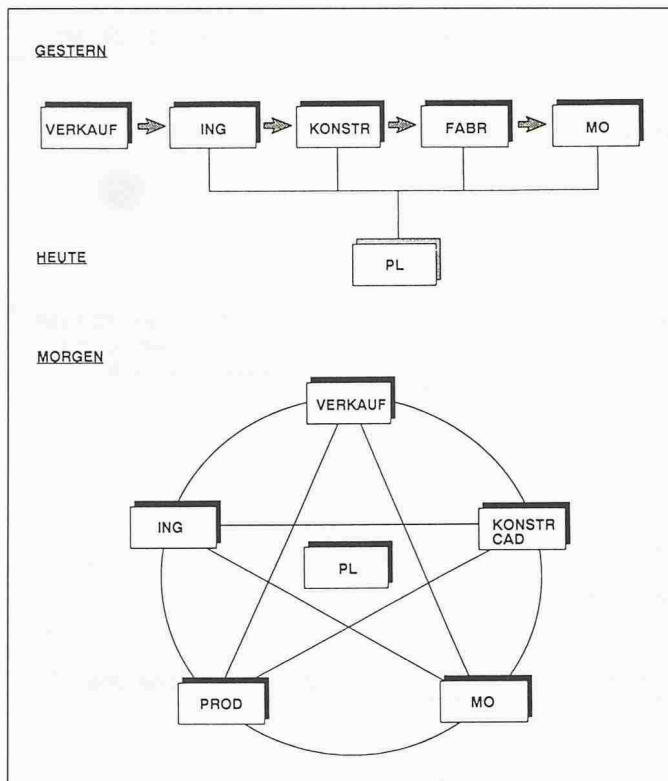 GESTERN
VERKAUF ING KONSTR FABR MO
HEUTE
PL
MORGEN
VERKAUF
ING
KONSTR
CAD
PL
PROD
MO